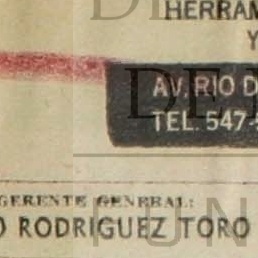 HERRAM
Y
AV. RIO D
TEL. 547-
GERENTE GENERAL:
O RODRIGUEZ TORO